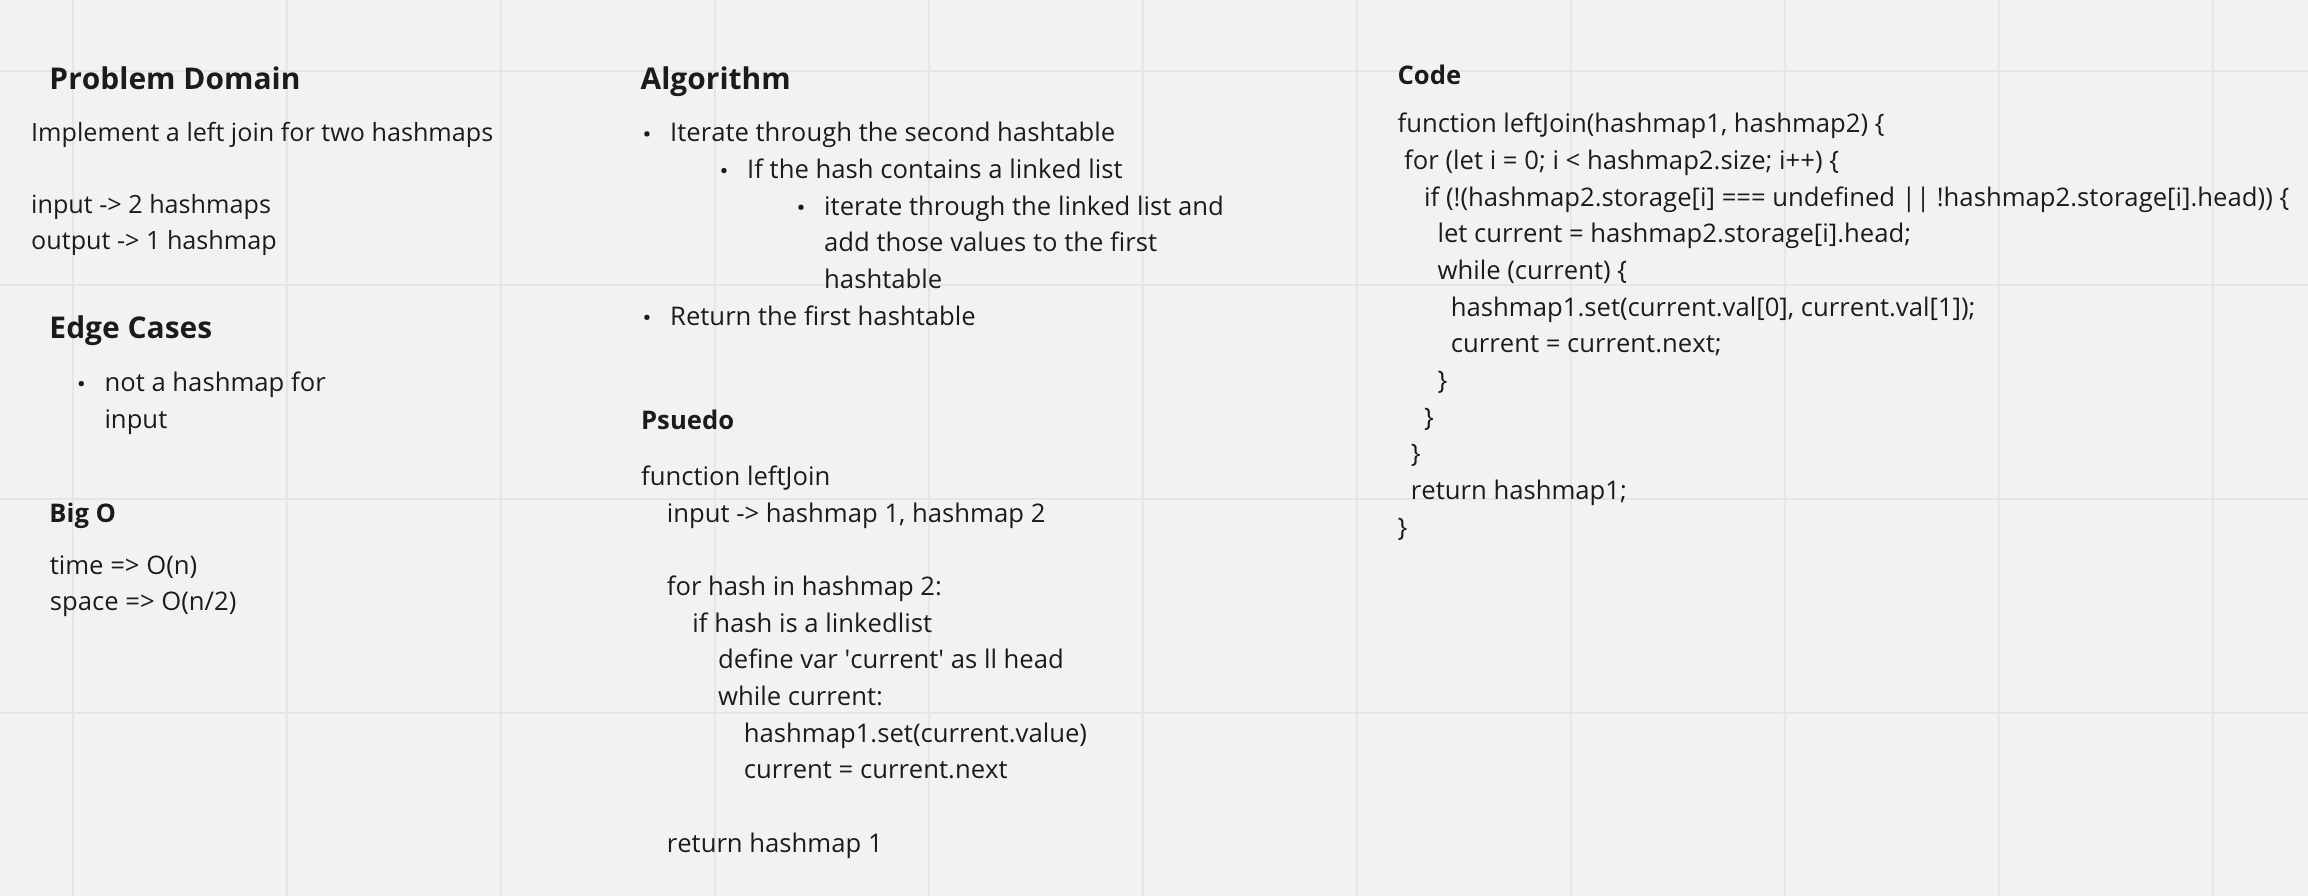 Problem Domain
Implement a left join for two hashmaps
input -> 2 hashmaps
output -> 1 hashmap
Edge Cases
• not a hashmap for
input
Big O
time => O(n)
space => O(n/2)
Algorithm
• Iterate through the second hashtable
• If the hash contains a linked list
• iterate through the linked list and
add those values to the first
hashtable
• Return the first hashtable
Psuedo
function leftJoin
input -> hashmap 1, hashmap 2
for hash in hashmap 2:
if hash is a linkedlist
define var 'current' as ll head
while current:
hashmap1.set(current.value)
current = current.next
return hashmap 1
Code
function leftJoin(hashmap1, hashmap2) {
for (let i = 0; i < hashmap2.size; i++) {
if (!(hashmap2.storage[i] === undefined || !hashmap2.storage[i].head)) {
let current = hashmap2.storage[i].head;
while (current) {
hashmap1.set(current.val[0], current.val[1]);
current = current.next;
}
}
}
return hashmap1;
}